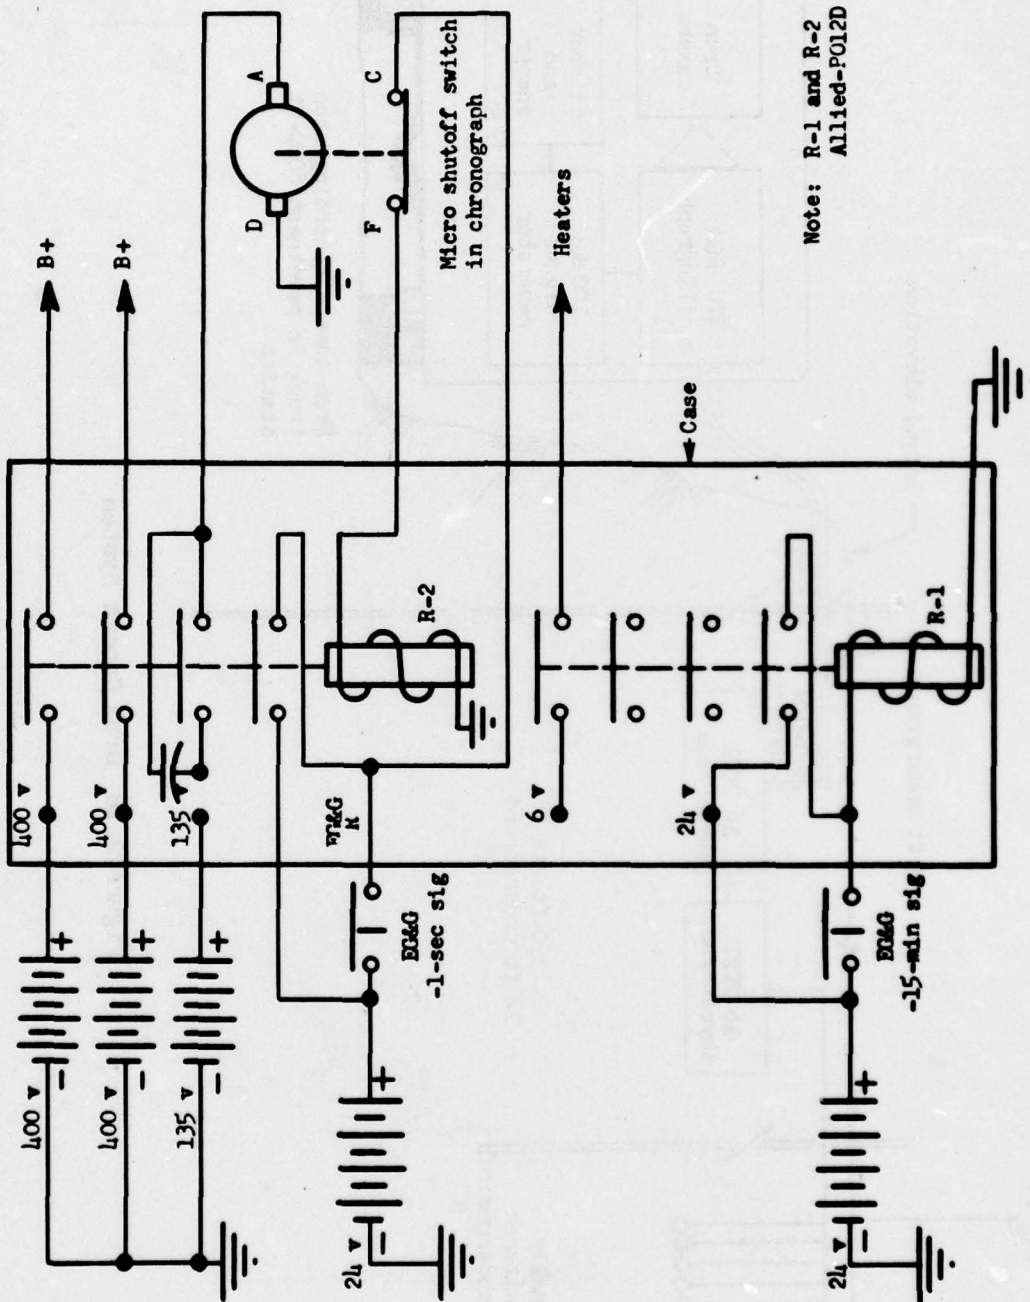 B+
B+
A
D
C
F
Micro shutoff switch
in chronograph
Heaters
Note: R-1 and R-2
Allied-PO12D
Case
R-2
R-1
400 v
400 v
135 v
EG&G
6 v
24 v
+
+
+
EG&G
-1-sec sig
EG&G
-15-min sig
-
-
-
400 v
400 v
135 v
+
-
24 v
+
-
24 v